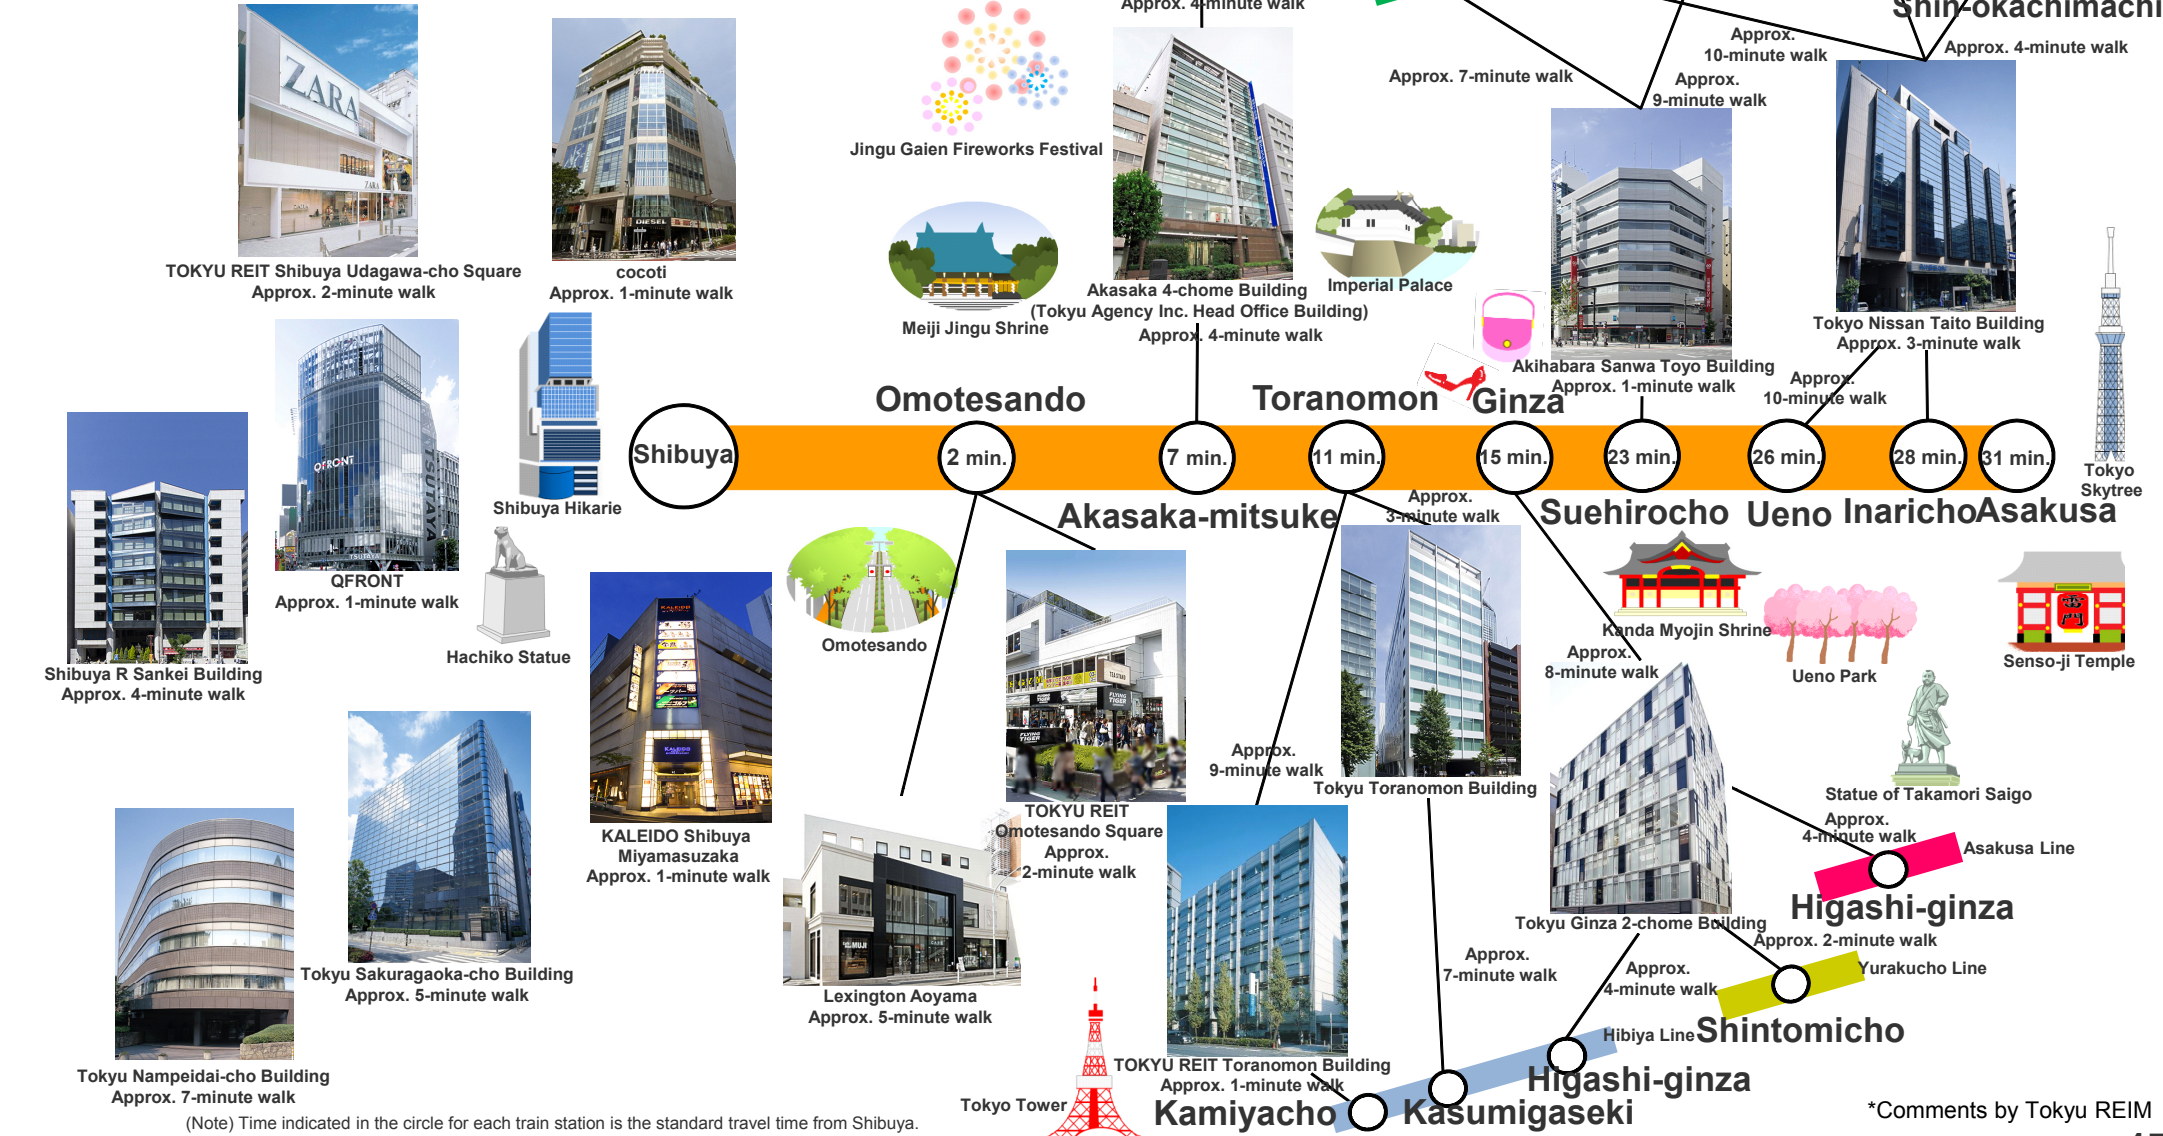 Approx. 4-minute walk
Shin-okachimachi
Approx.
10-minute walk
Approx. 4-minute walk
Approx. 7-minute walk
Approx.
9-minute walk
ZARA
ZARA
DIESEL
Jingu Gaien Fireworks Festival
TOKYU REIT Shibuya Udagawa-cho Square
Approx. 2-minute walk
cocoti
Approx. 1-minute walk
Meiji Jingu Shrine
Akasaka 4-chome Building
(Tokyu Agency Inc. Head Office Building)
Approx. 4-minute walk
Imperial Palace
Akihabara Sanwa Toyo Building
Approx. 1-minute walk
Tokyo Nissan Taito Building
Approx. 3-minute walk
Approx.
10-minute walk
Tokyo
Skytree
QFRONT
TSUTAYA
TSUTAYA
QFRONT
Approx. 1-minute walk
Shibuya Hikarie
Hachiko Statue
Shibuya R Sankei Building
Approx. 4-minute walk
Omotesando
Toranomon
Ginza
Shibuya
2 min.
7 min.
11 min.
15 min.
23 min.
26 min.
28 min.
31 min.
Akasaka-mitsuke
Suehirocho
Ueno
Inaricho
Asakusa
Approx.
3-minute walk
Omotesando
Kanda Myojin Shrine
Ueno Park
Senso-ji Temple
Approx.
8-minute walk
Statue of Takamori Saigo
KALEIDO
KALEIDO
KALEIDO Shibuya
Miyamasuzaka
Approx. 1-minute walk
FLYING
TIGER
FLYING
TIGER
TOKYU REIT
Omotesando Square
Approx.
2-minute walk
Approx.
9-minute walk
Tokyu Toranomon Building
Approx.
4-minute walk
Asakusa Line
Higashi-ginza
Tokyu Ginza 2-chome Building
Approx. 2-minute walk
Yurakucho Line
Shintomicho
Approx.
7-minute walk
Approx.
4-minute walk
Hibiya Line
Higashi-ginza
Tokyu Sakuragaoka-cho Building
Approx. 5-minute walk
MUJI
Lexington Aoyama
Approx. 5-minute walk
Tokyu Nampeidai-cho Building
Approx. 7-minute walk
TOKYU REIT Toranomon Building
Approx. 1-minute walk
Tokyo Tower
Kamiyacho
Kasumigaseki
(Note) Time indicated in the circle for each train station is the standard travel time from Shibuya.
*Comments by Tokyu REIM